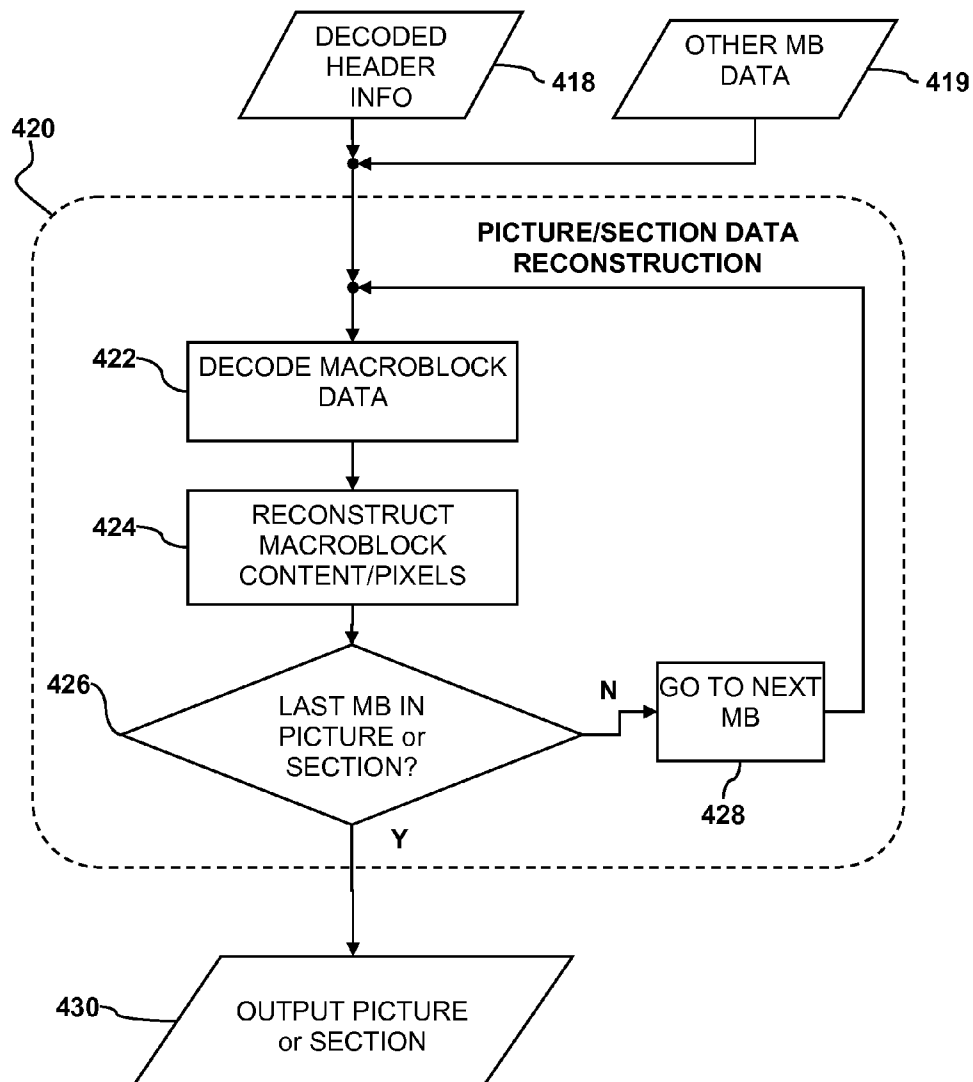 DECODED
HEADER
INFO
418
OTHER MB
DATA
419
420
PICTURE/SECTION DATA
RECONSTRUCTION
422
DECODE MACROBLOCK
DATA
424
RECONSTRUCT
MACROBLOCK
CONTENT/PIXELS
426
LAST MB IN
PICTURE or
SECTION?
N
GO TO NEXT
MB
428
Y
430
OUTPUT PICTURE
or SECTION